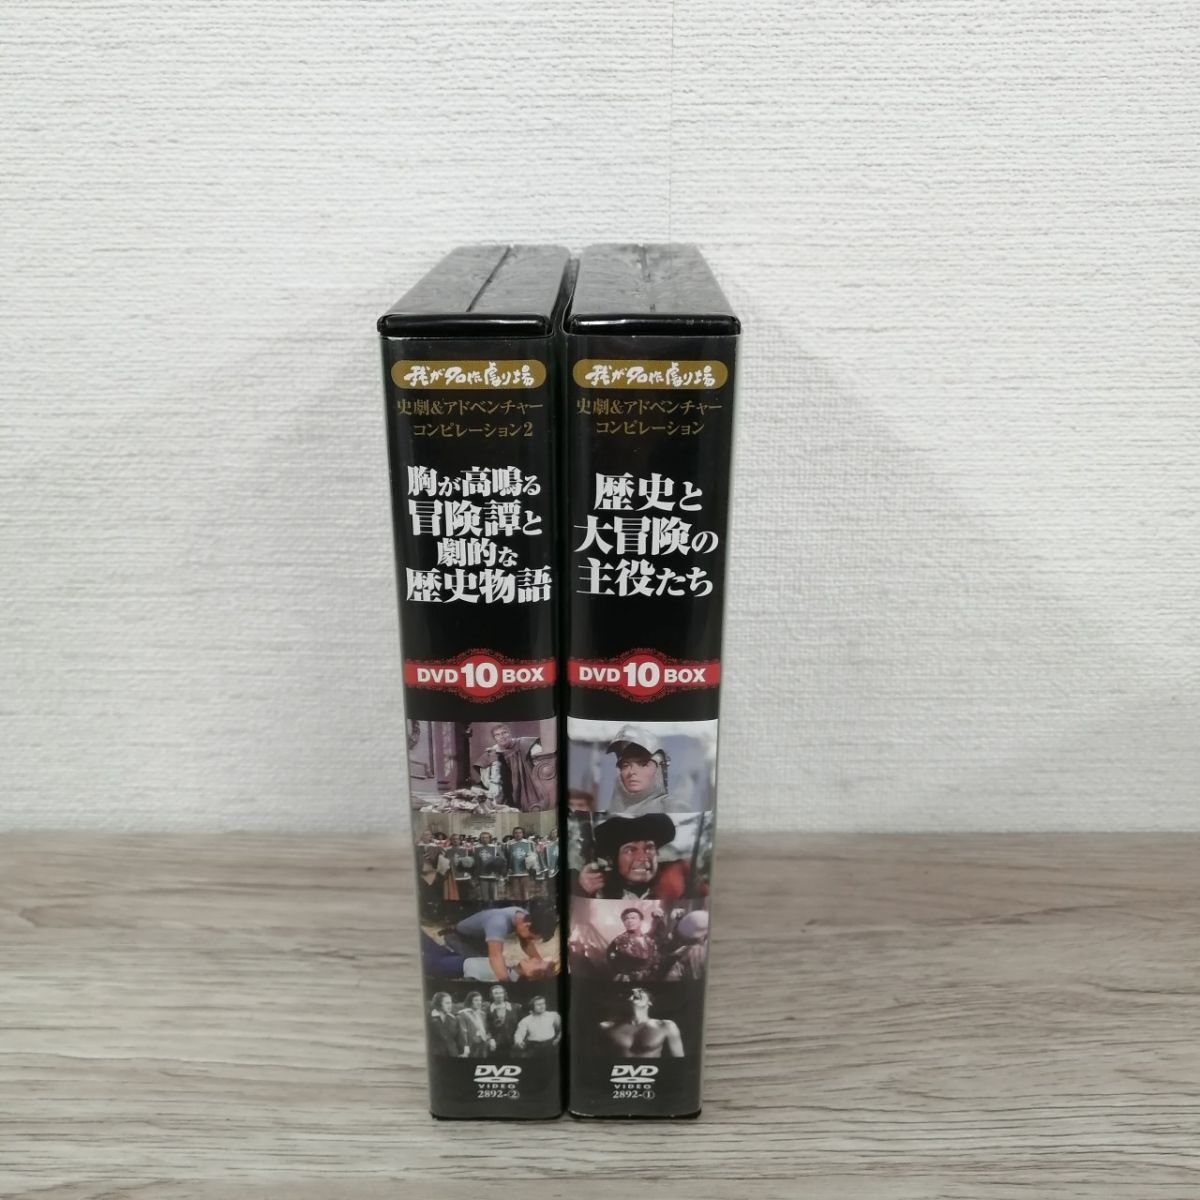 我が名作劇場
史劇&アドベンチャー
コンピレーション2
胸が高鳴る
冒険譚と
劇的な
歴史物語
DVD 10 BOX
DVD
VIDEO
2892-②
我が名作劇場
史劇&アドベンチャー
コンピレーション
歴史と
大冒険の
主役たち
DVD 10 BOX
DVD
VIDEO
2892-①